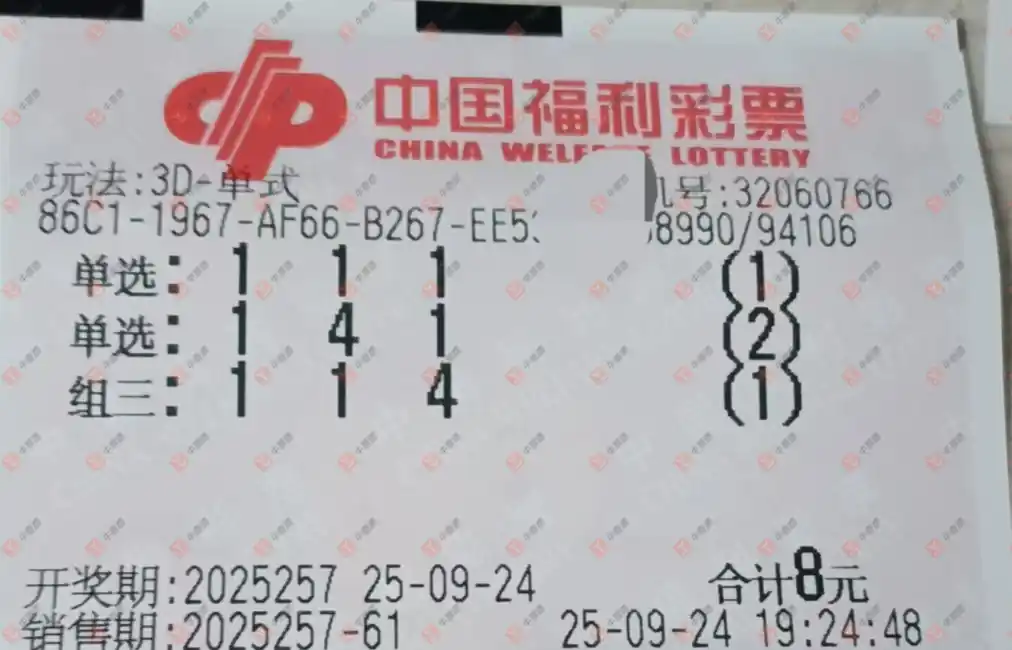 中国福利彩票
CHINA WELF LOTTERY
玩法:3D-单式 机号:32060766
86C1-1967-AF66-B267-EE5 8990/94106
单选: 1 1 1 (1)
单选: 1 4 1 (2)
组三: 1 1 4 (1)
开奖期:2025257 25-09-24 合计8元
销售期:2025257-61 25-09-24 19:24:48